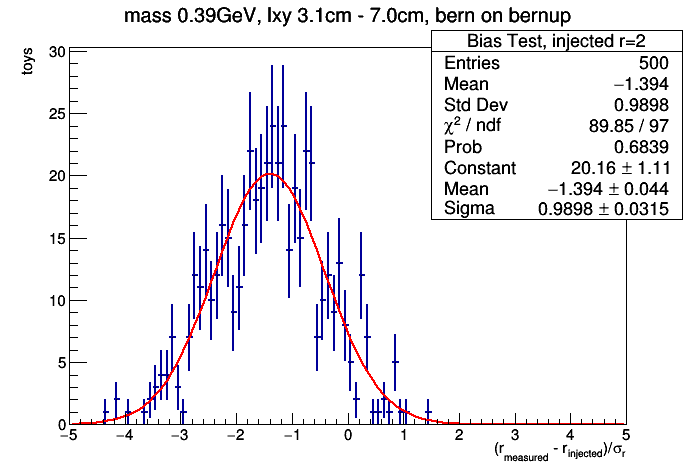 mass 0.39GeV, lxy 3.1cm - 7.0cm, bern on bernup
toys
Bias Test, injected r=2
Entries 500
Mean −1.394
Std Dev 0.9898
χ² / ndf 89.85 / 97
Prob 0.6839
Constant 20.16 ± 1.11
Mean −1.394 ± 0.044
Sigma 0.9898 ± 0.0315
30
25
20
15
10
5
0
−5 −4 −3 −2 −1 0 1 2 3 4 5
(r_measured - r_injected)/σ_r